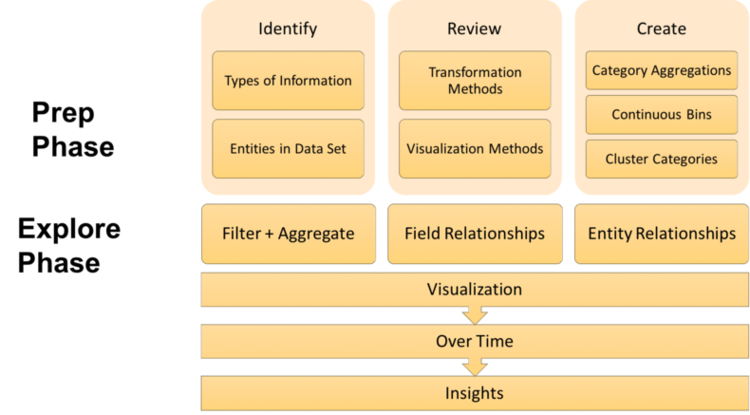 Identify
Review
Create
Prep
Phase
Types of Information
Entities in Data Set
Transformation
Methods
Visualization Methods
Category Aggregations
Continuous Bins
Cluster Categories
Explore
Phase
Filter + Aggregate
Field Relationships
Entity Relationships
Visualization
Over Time
Insights